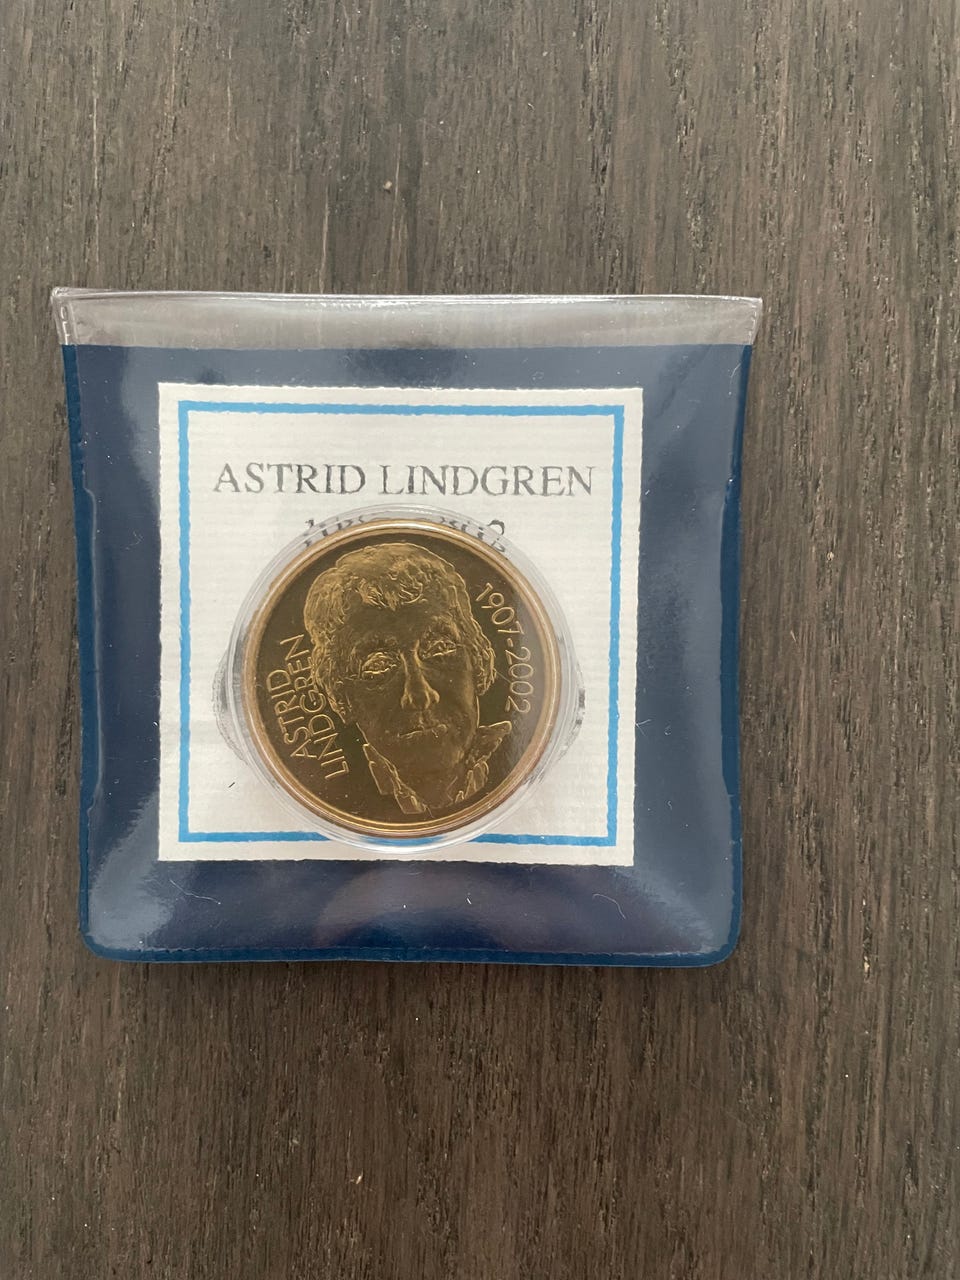 ASTRID LINDGREN
ASTRID
LINDGREN
1907-2002